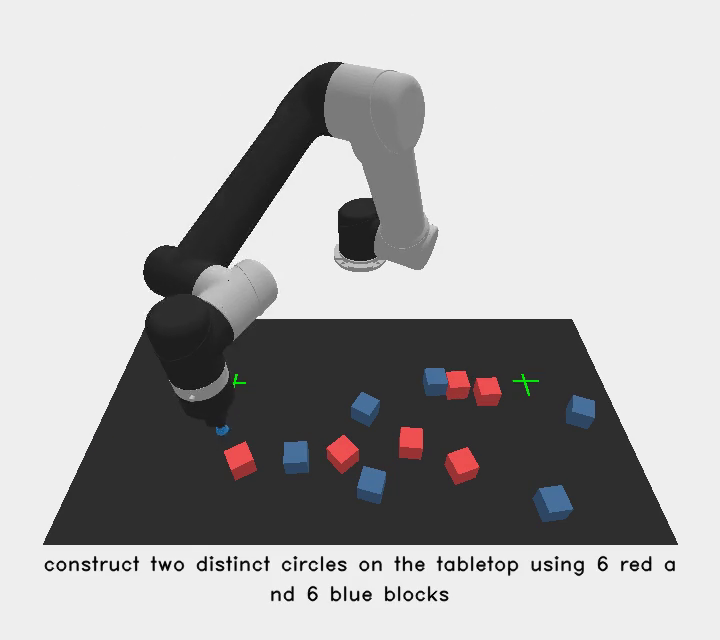 construct two distinct circles on the tabletop using 6 red a
nd 6 blue blocks